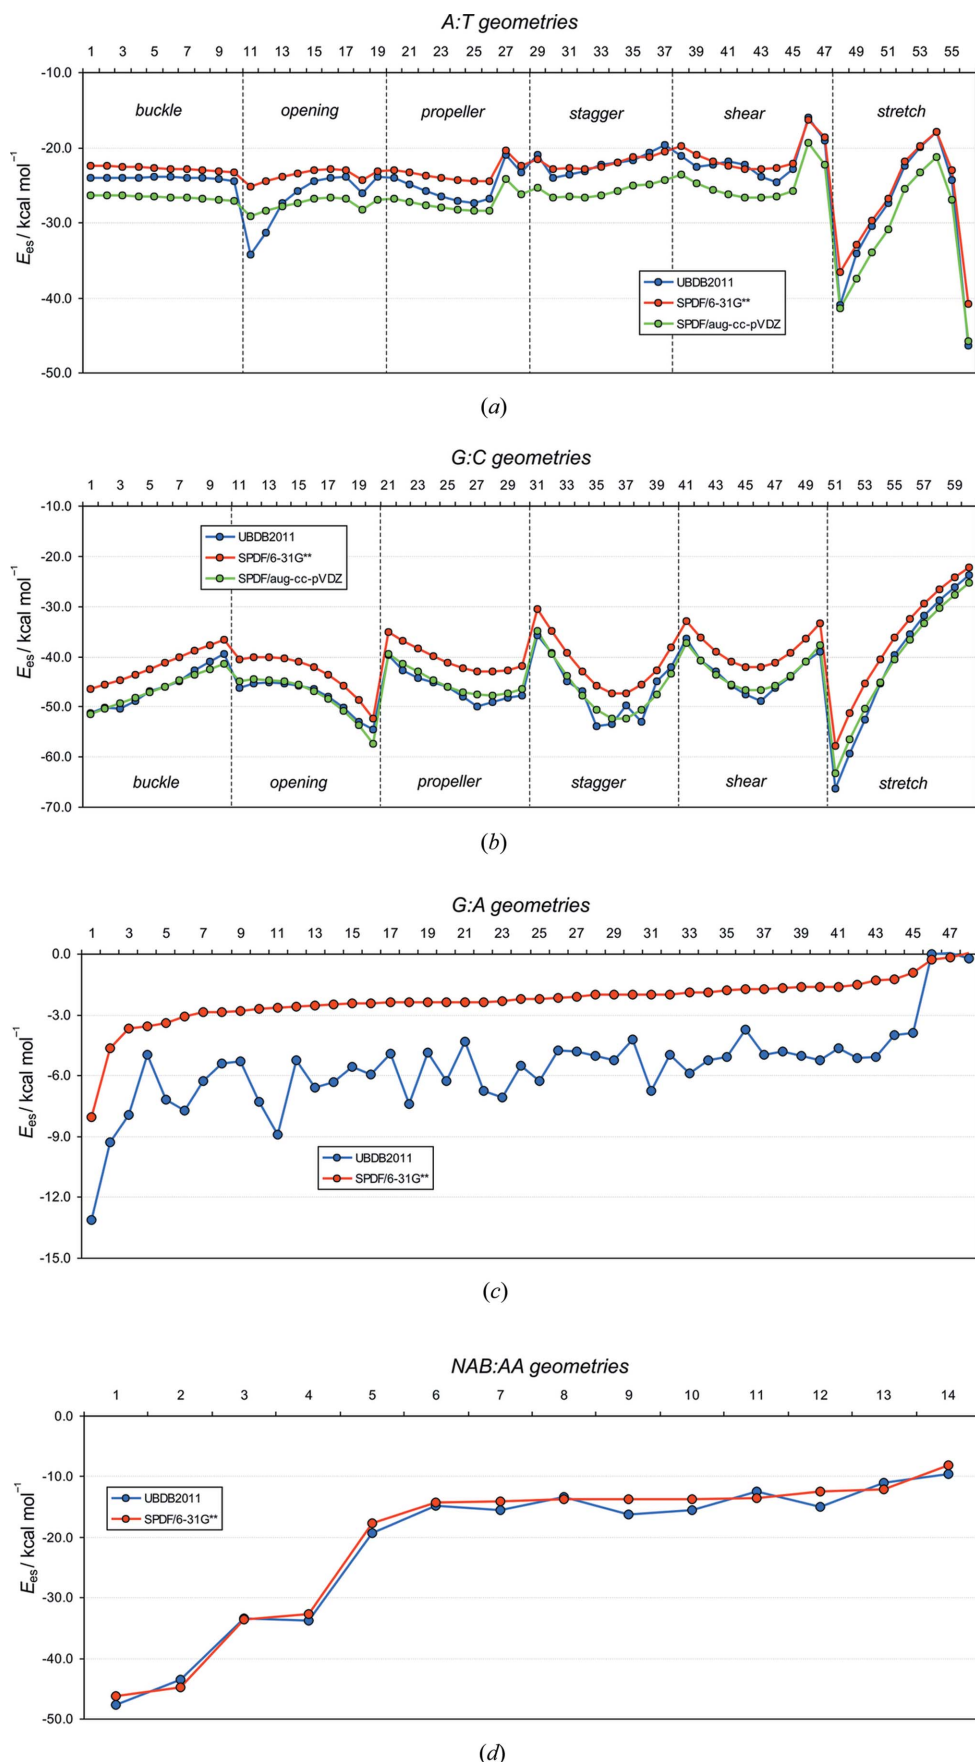 A:T geometries
1 3 5 7 9 11 13 15 17 19 21 23 25 27 29 31 33 35 37 39 41 43 45 47 49 51 53 55
-10.0
buckle opening propeller stagger shear stretch
-20.0
-30.0
UBDB2011
SPDF/6-31G**
SPDF/aug-cc-pVDZ
-40.0
-50.0
Ees / kcal mol−1
(a)
G:C geometries
1 3 5 7 9 11 13 15 17 19 21 23 25 27 29 31 33 35 37 39 41 43 45 47 49 51 53 55 57 59
-10.0
UBDB2011
SPDF/6-31G**
SPDF/aug-cc-pVDZ
-20.0
-30.0
-40.0
-50.0
-60.0
buckle opening propeller stagger shear stretch
-70.0
Ees / kcal mol−1
(b)
G:A geometries
1 3 5 7 9 11 13 15 17 19 21 23 25 27 29 31 33 35 37 39 41 43 45 47
0.0
-3.0
-6.0
-9.0
UBDB2011
SPDF/6-31G**
-12.0
-15.0
Ees / kcal mol−1
(c)
NAB:AA geometries
1 2 3 4 5 6 7 8 9 10 11 12 13 14
0.0
-10.0
UBDB2011
SPDF/6-31G**
-20.0
-30.0
-40.0
-50.0
Ees / kcal mol−1
(d)